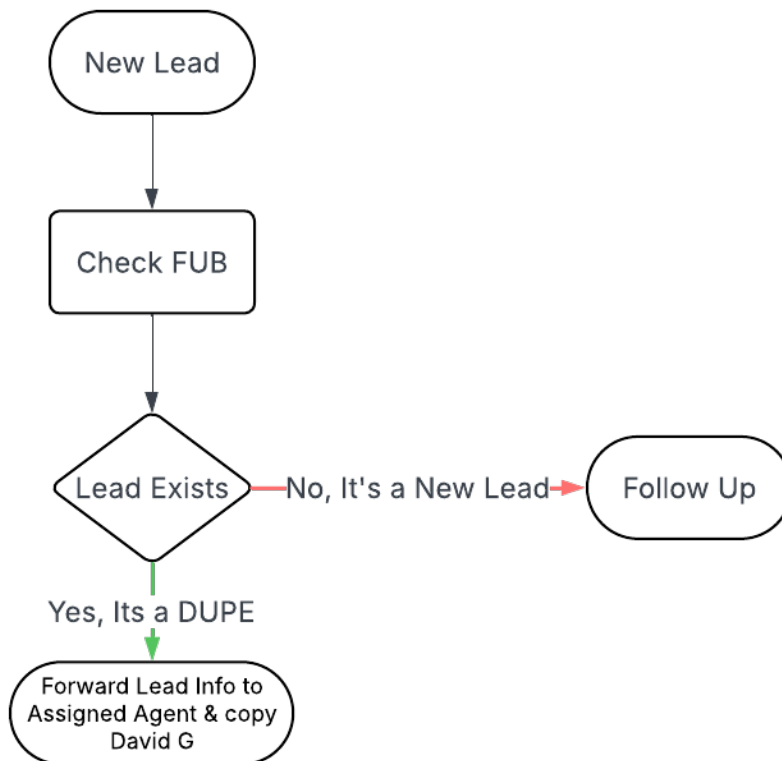 New Lead
Check FUB
Lead Exists
No, It's a New Lead
Follow Up
Yes, Its a DUPE
Forward Lead Info to
Assigned Agent & copy
David G